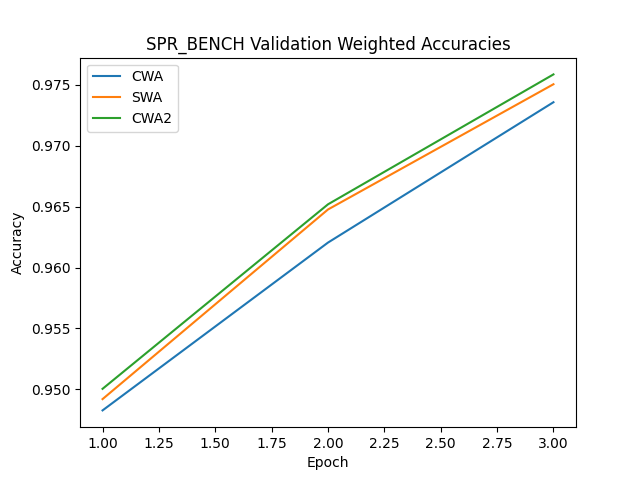 SPR_BENCH Validation Weighted Accuracies
CWA
SWA
CWA2
Accuracy
0.975
0.970
0.965
0.960
0.955
0.950
1.00 1.25 1.50 1.75 2.00 2.25 2.50 2.75 3.00
Epoch